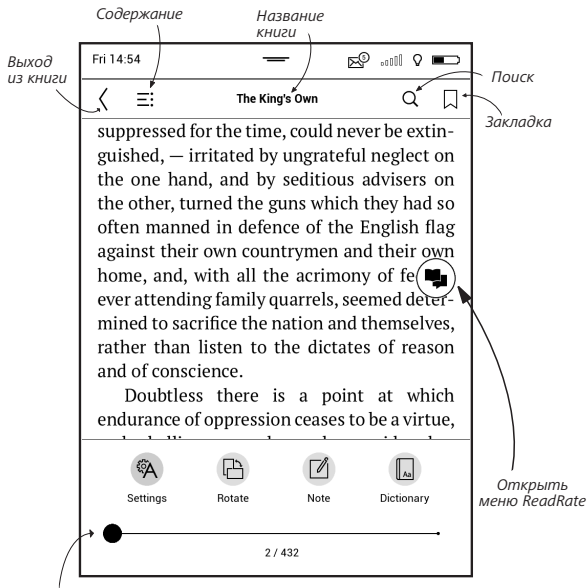 Содержание
Название
книги
Выход
из книги
Поиск
Закладка
Fri 14:54
5
The King's Own
suppressed for the time, could never be extin-
guished, — irritated by ungrateful neglect on
the one hand, and by seditious advisers on
the other, turned the guns which they had so
often manned in defence of the English flag
against their own countrymen and their own
home, and, with all the acrimony of fe
ever attending family quarrels, seemed deter-
mined to sacrifice the nation and themselves,
rather than listen to the dictates of reason
and of conscience.
Doubtless there is a point at which
endurance of oppression ceases to be a virtue,
Открыть
меню ReadRate
A
Aa
Settings Rotate Note Dictionary
2 / 432